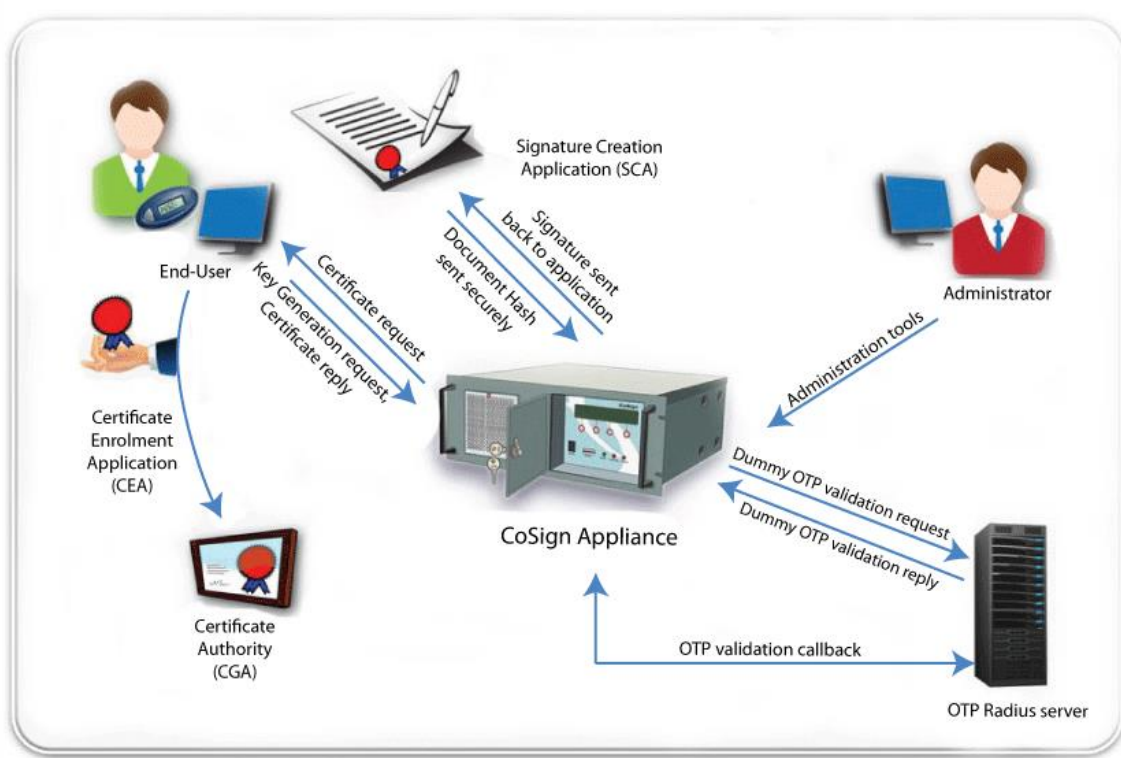 Signature Creation
Application (SCA)
End-User
Administrator
Signature sent
back to application
Document Hash
sent securely
Certificate request
Key Generation request,
Certificate reply
Administration tools
Certificate
Enrolment
Application
(CEA)
CoSign Appliance
Dummy OTP validation request
Dummy OTP validation reply
Certificate
Authority
(CGA)
OTP validation callback
OTP Radius server